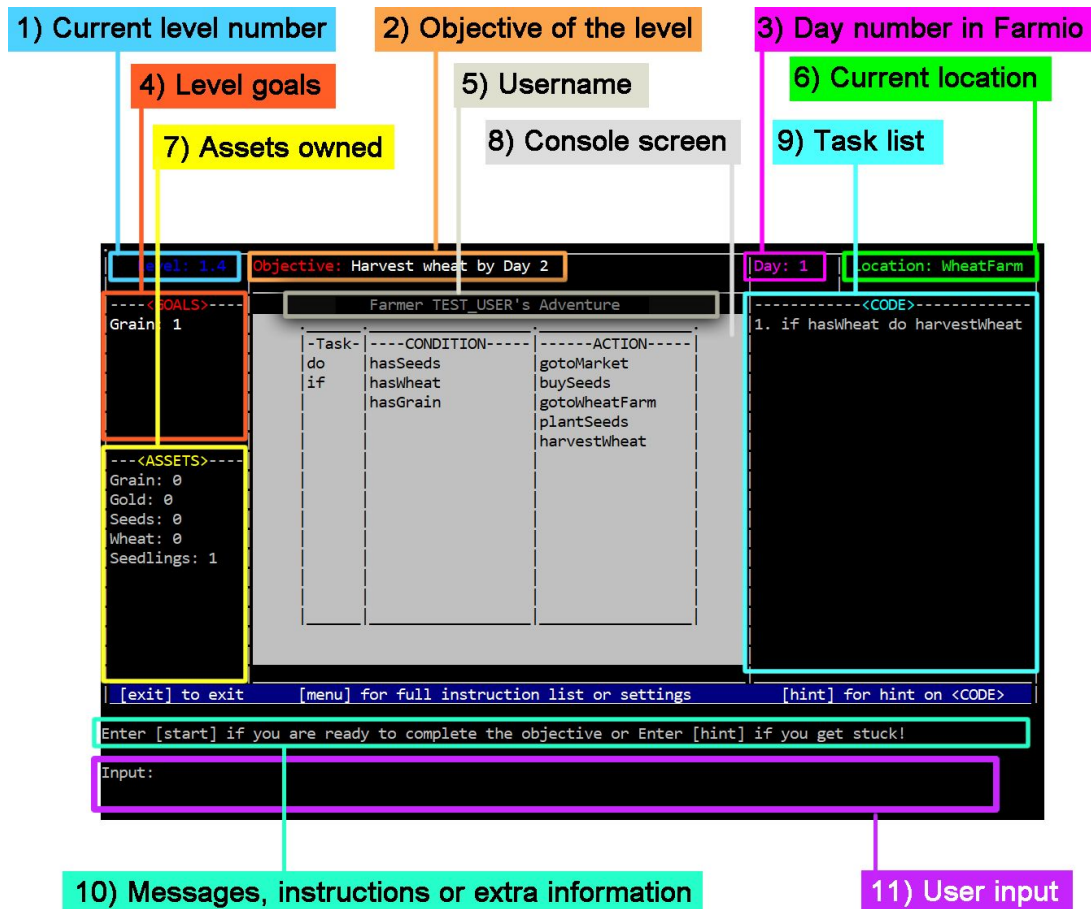 1) Current level number
2) Objective of the level
3) Day number in Farmio
4) Level goals
5) Username
6) Current location
7) Assets owned
8) Console screen
9) Task list
Level: 1.4
Objective: Harvest wheat by Day 2
Day: 1
Location: WheatFarm
----<GOALS>----
Grain: 1
Farmer TEST_USER's Adventure
-------------<CODE>-------------
1. if hasWheat do harvestWheat
-Task-
----CONDITION-----
------ACTION-----
do
hasSeeds
gotoMarket
if
hasWheat
buySeeds
hasGrain
gotoWheatFarm
plantSeeds
harvestWheat
---<ASSETS>----
Grain: 0
Gold: 0
Seeds: 0
Wheat: 0
Seedlings: 1
[exit] to exit
[menu] for full instruction list or settings
[hint] for hint on <CODE>
Enter [start] if you are ready to complete the objective or Enter [hint] if you get stuck!
Input:
10) Messages, instructions or extra information
11) User input